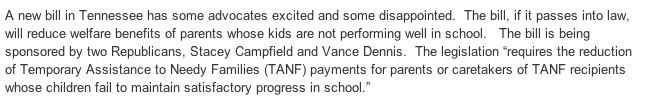 A new bill in Tennessee has some advocates excited and some disappointed.  The bill, if it passes into law,
will reduce welfare benefits of parents whose kids are not performing well in school.   The bill is being
sponsored by two Republicans, Stacey Campfield and Vance Dennis.  The legislation “requires the reduction
of Temporary Assistance to Needy Families (TANF) payments for parents or caretakers of TANF recipients
whose children fail to maintain satisfactory progress in school.”